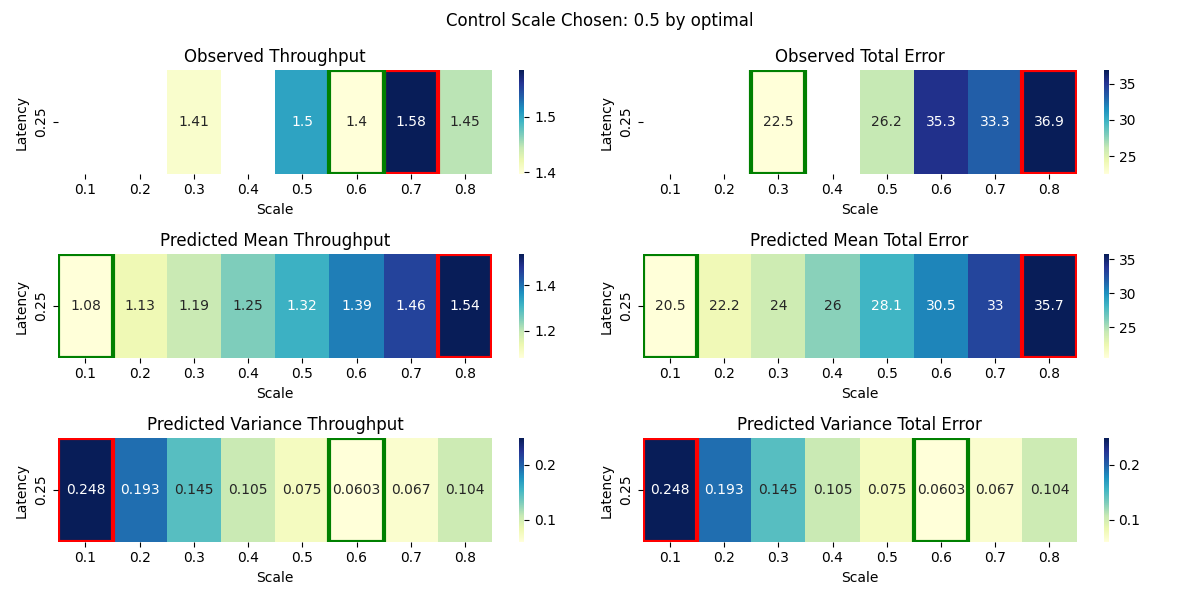 Control Scale Chosen: 0.5 by optimal
Observed Throughput
Latency
0.25
1.41 1.5 1.4 1.58 1.45
1.5
1.4
0.1 0.2 0.3 0.4 0.5 0.6 0.7 0.8
Scale
Observed Total Error
Latency
0.25
22.5 26.2 35.3 33.3 36.9
35
30
25
0.1 0.2 0.3 0.4 0.5 0.6 0.7 0.8
Scale
Predicted Mean Throughput
Latency
0.25
1.08 1.13 1.19 1.25 1.32 1.39 1.46 1.54
1.4
1.2
0.1 0.2 0.3 0.4 0.5 0.6 0.7 0.8
Scale
Predicted Mean Total Error
Latency
0.25
20.5 22.2 24 26 28.1 30.5 33 35.7
35
30
25
0.1 0.2 0.3 0.4 0.5 0.6 0.7 0.8
Scale
Predicted Variance Throughput
Latency
0.25
0.248 0.193 0.145 0.105 0.075 0.0603 0.067 0.104
0.2
0.1
0.1 0.2 0.3 0.4 0.5 0.6 0.7 0.8
Scale
Predicted Variance Total Error
Latency
0.25
0.248 0.193 0.145 0.105 0.075 0.0603 0.067 0.104
0.2
0.1
0.1 0.2 0.3 0.4 0.5 0.6 0.7 0.8
Scale